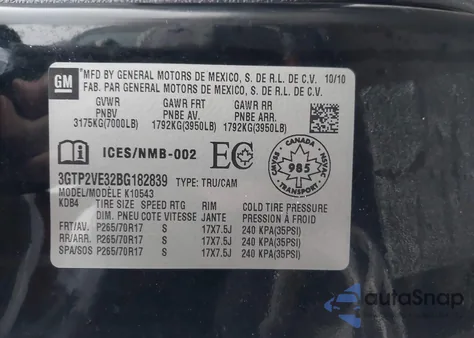 GM
*MFD BY GENERAL MOTORS DE MEXICO, S. DE R.L. DE C.V. 10/10
FAB. PAR GENERAL MOTORS DE MEXICO, S. DE R.L. DE C.V.
GVWR GAWR FRT GAWR RR
PNBV PNBE AV. PNBE AR
3175KG(7000LB) 1792KG(3950LB) 1792KG(3950LB)
ICES/NMB-002 EC CANADA 985 TRANSPORT
3GTP2VE32BG182839 TYPE: TRU/CAM
MODEL/MODÈLE K10543
KDB4 TIRE SIZE SPEED RTG RIM COLD TIRE PRESSURE
DIM. PNEU COTE VITESSE JANTE PRESSION À FROID
FRT/AV. P265/70R17 S 17X7.5J 240 KPA(35PSI)
RR/ARR. P265/70R17 S 17X7.5J 240 KPA(35PSI)
SPA/SOS P265/70R17 S 17X7.5J 240 KPA(35PSI)
autoSnap